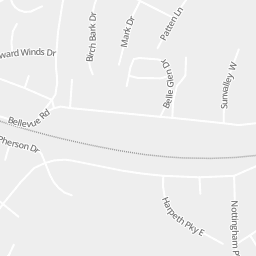 Patten Ln
Mark Dr
Birch Bark Dr
ward Winds Dr
Belle Glen Dr
Sunvalley W
Bellevue Rd
Pherson Dr
Harpeth Pky E
Nottingham P